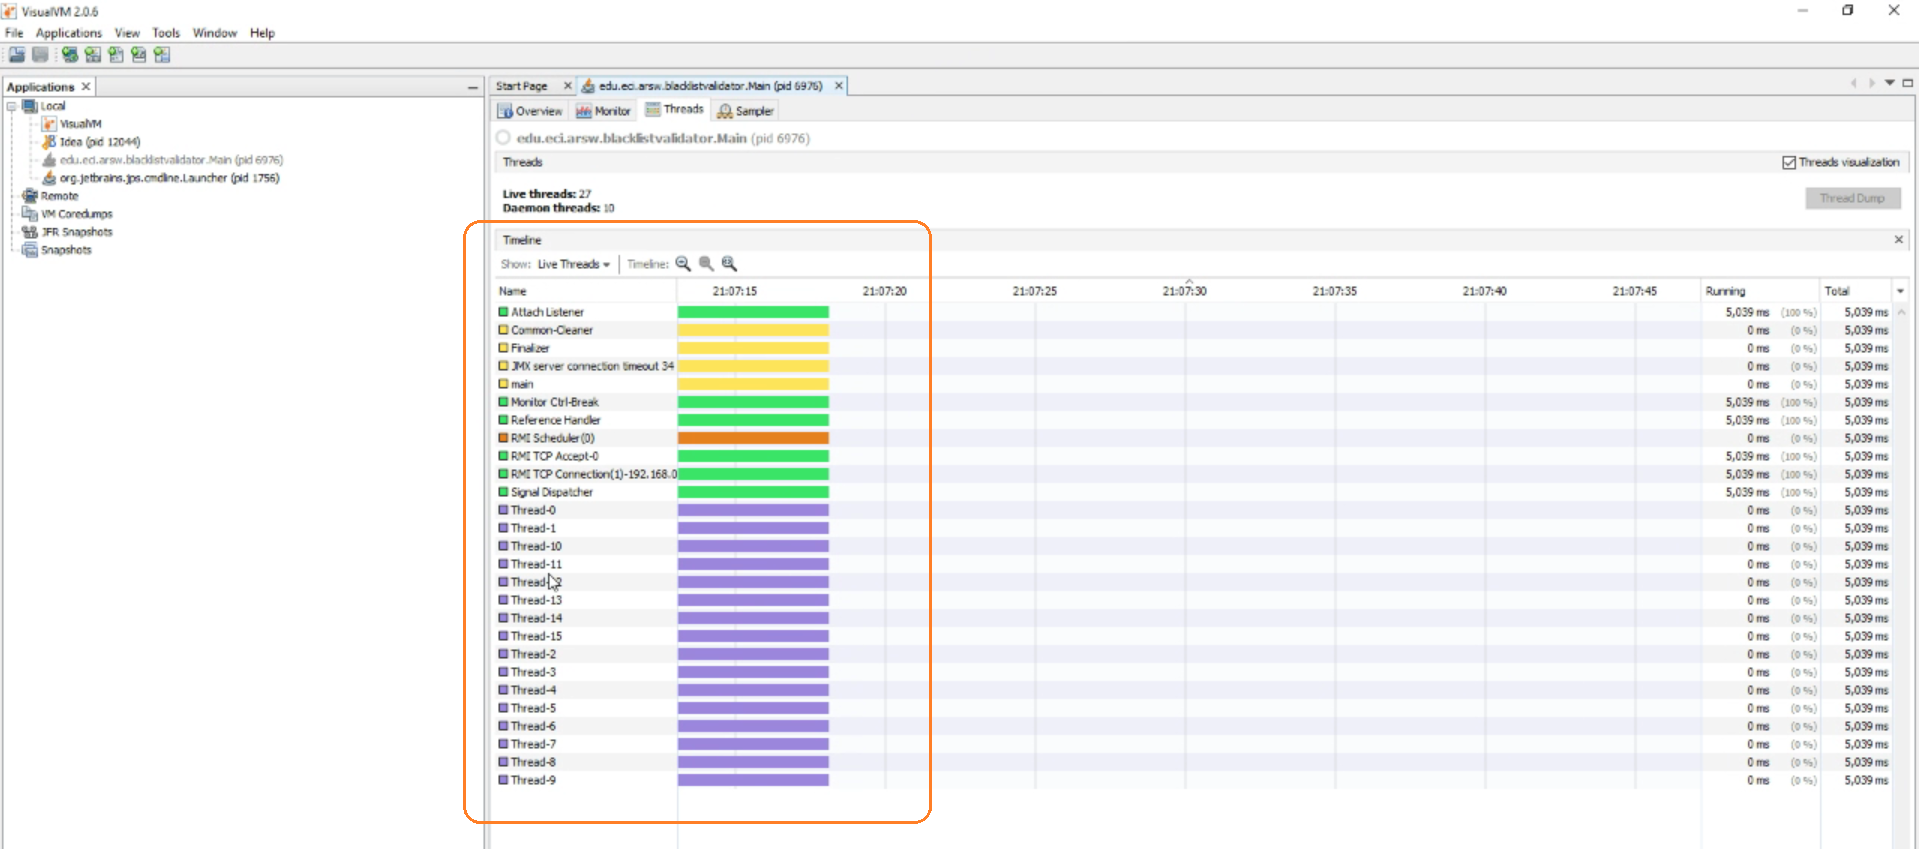 VisualVM 2.0.6
File Applications View Tools Window Help
Applications
Local
VisualVM
Idea (pid 12044)
edu.eci.arsw.blacklistvalidator.Main (pid 6976)
org.jetbrains.jps.cmdline.Launcher (pid 1756)
Remote
VM Coredumps
JFR Snapshots
Snapshots
Start Page edu.eci.arsw.blacklistvalidator.Main (pid 6976)
Overview Monitor Threads Sampler
edu.eci.arsw.blacklistvalidator.Main (pid 6976)
Threads Threads visualization
Live threads: 27
Daemon threads: 10
Thread Dump
Timeline
Show: Live Threads Timeline:
Name 21:07:15 21:07:20 21:07:25 21:07:30 21:07:35 21:07:40 21:07:45 Running Total
Attach Listener 5,039 ms (100 %) 5,039 ms
Common-Cleaner 0 ms (0 %) 5,039 ms
Finalizer 0 ms (0 %) 5,039 ms
JMX server connection timeout 34 0 ms (0 %) 5,039 ms
main 0 ms (0 %) 5,039 ms
Monitor Ctrl-Break 5,039 ms (100 %) 5,039 ms
Reference Handler 5,039 ms (100 %) 5,039 ms
RMI Scheduler(0) 0 ms (0 %) 5,039 ms
RMI TCP Accept-0 5,039 ms (100 %) 5,039 ms
RMI TCP Connection(1)-192.168.0 5,039 ms (100 %) 5,039 ms
Signal Dispatcher 5,039 ms (100 %) 5,039 ms
Thread-0 0 ms (0 %) 5,039 ms
Thread-1 0 ms (0 %) 5,039 ms
Thread-10 0 ms (0 %) 5,039 ms
Thread-11 0 ms (0 %) 5,039 ms
Thread-12 0 ms (0 %) 5,039 ms
Thread-13 0 ms (0 %) 5,039 ms
Thread-14 0 ms (0 %) 5,039 ms
Thread-15 0 ms (0 %) 5,039 ms
Thread-2 0 ms (0 %) 5,039 ms
Thread-3 0 ms (0 %) 5,039 ms
Thread-4 0 ms (0 %) 5,039 ms
Thread-5 0 ms (0 %) 5,039 ms
Thread-6 0 ms (0 %) 5,039 ms
Thread-7 0 ms (0 %) 5,039 ms
Thread-8 0 ms (0 %) 5,039 ms
Thread-9 0 ms (0 %) 5,039 ms